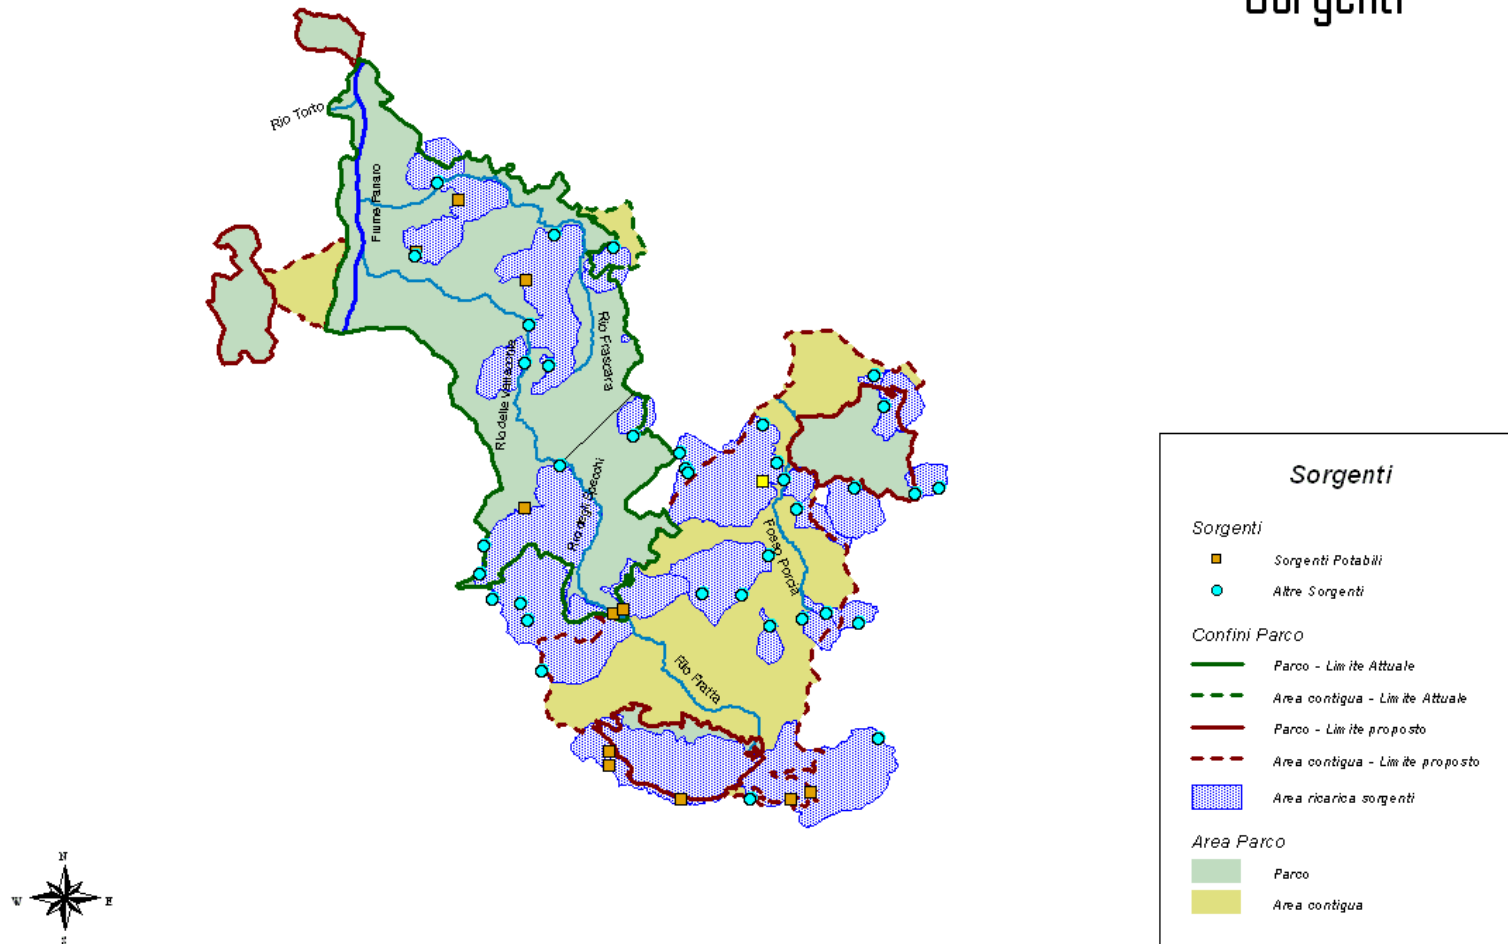 Sorgenti
Rio Torto
Fiume Panaro
Rio Frascara
Rio delle Vallecchie
Rio degli Specchi
Fosso Porcia
Rio Fratta
Sorgenti
Sorgenti
Sorgenti Potabili
Altre Sorgenti
Confini Parco
Parco - Limite Attuale
Area contigua - Limite Attuale
Parco - Limite proposto
Area contigua - Limite proposto
Area ricarica sorgenti
Area Parco
Parco
Area contigua
N
W E
S